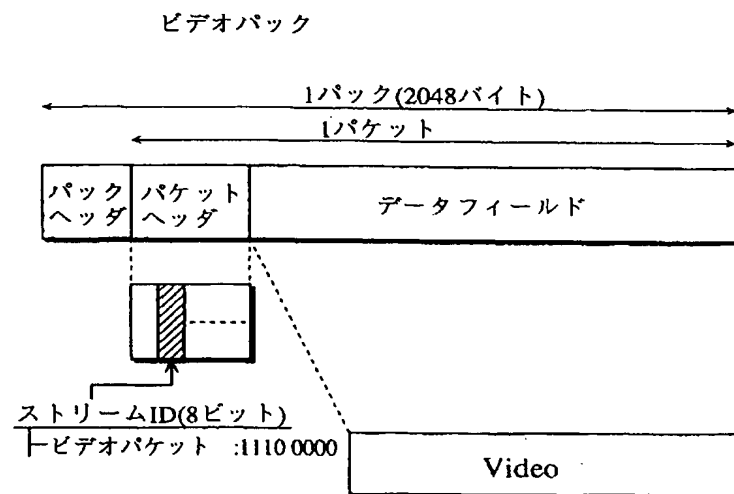 ビデオパック
1パック(2048バイト)
1パケット
パック
ヘッダ
パケット
ヘッダ
データフィールド
ストリームID(8ビット)
ビデオパケット :1110 0000
Video